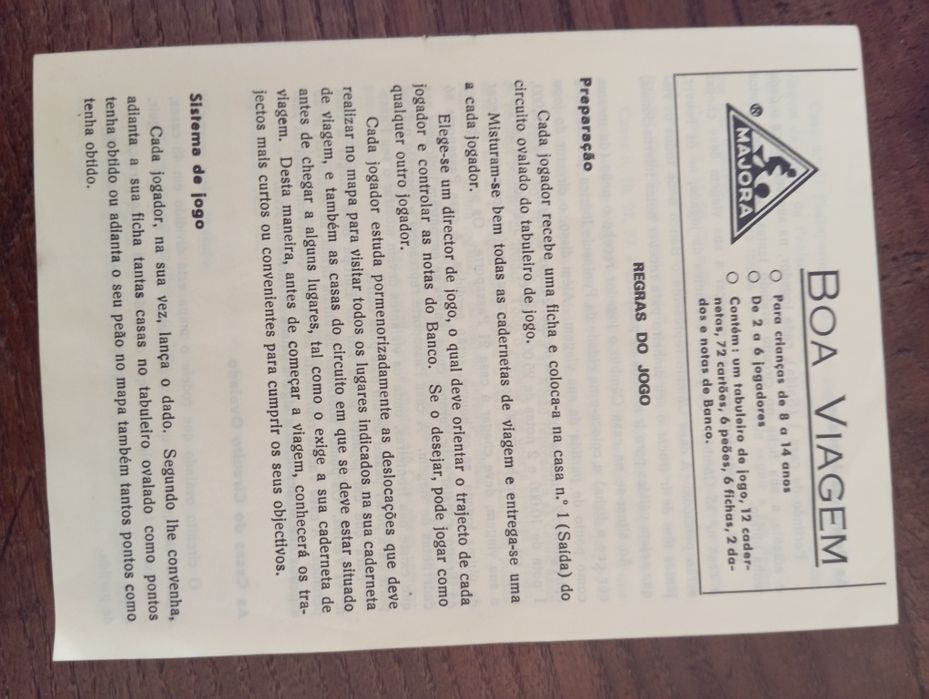 BOA VIAGEM
MAJORA
®
○ Para crianças de 8 a 14 anos
○ De 2 a 6 jogadores
○ Contém: um tabuleiro de jogo, 12 cader-
netas, 72 cartões, 6 peões, 6 fichas, 2 da-
dos e notas de Banco.
REGRAS DO JOGO
Preparação
Cada jogador recebe uma ficha e coloca-a na casa n.º 1 (Saída) do
circuito ovalado do tabuleiro de jogo.
Misturam-se bem todas as cadernetas de viagem e entrega-se uma
a cada jogador.
Elege-se um director de jogo, o qual deve orientar o trajecto de cada
jogador e controlar as notas do Banco. Se o desejar, pode jogar como
qualquer outro jogador.
Cada jogador estuda pormenorizadamente as deslocações que deve
realizar no mapa para visitar todos os lugares indicados na sua caderneta
de viagem, e também as casas do circuito em que se deve estar situado
antes de chegar a alguns lugares, tal como o exige a sua caderneta de
viagem. Desta maneira, antes de começar a viagem, conhecerá os tra-
jectos mais curtos ou convenientes para cumprir os seus objectivos.
Sistema de jogo
Cada jogador, na sua vez, lança o dado. Segundo lhe convenha,
adianta a sua ficha tantas casas no tabuleiro ovalado como pontos
tenha obtido ou adianta o seu peão no mapa também tantos pontos como
tenha obtido.